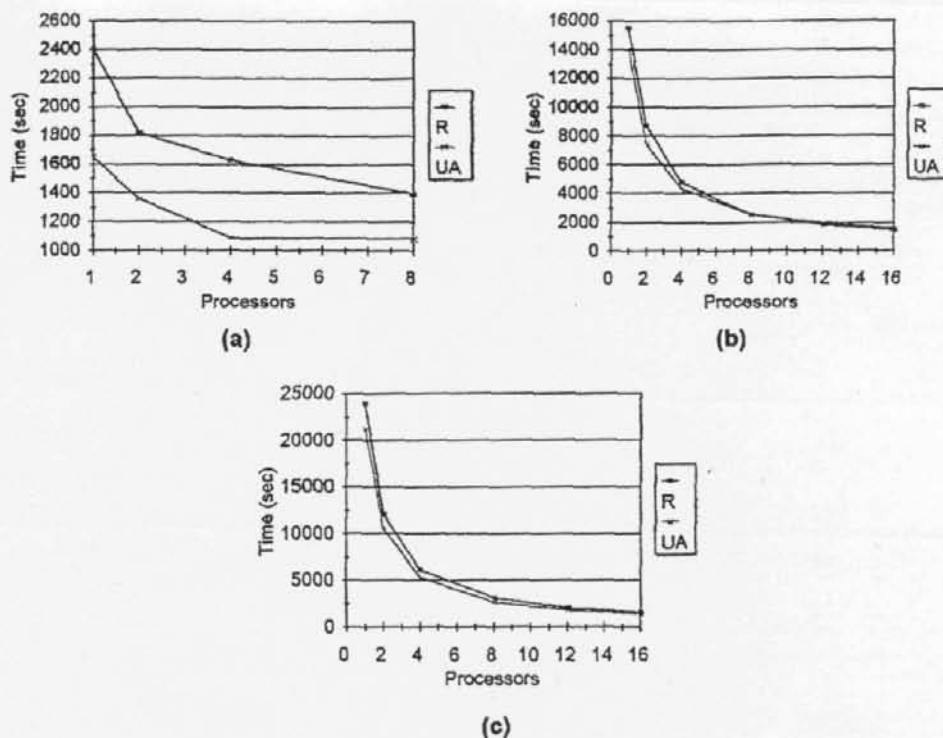 2600
2400
2200
2000
1800
1600
1400
1200
1000
Time (sec)
1 2 3 4 5 6 7 8
Processors
R
UA
(a)
16000
14000
12000
10000
8000
6000
4000
2000
0
Time (sec)
0 2 4 6 8 10 12 14 16
Processors
R
UA
(b)
25000
20000
15000
10000
5000
0
Time (sec)
0 2 4 6 8 10 12 14 16
Processors
R
UA
(c)